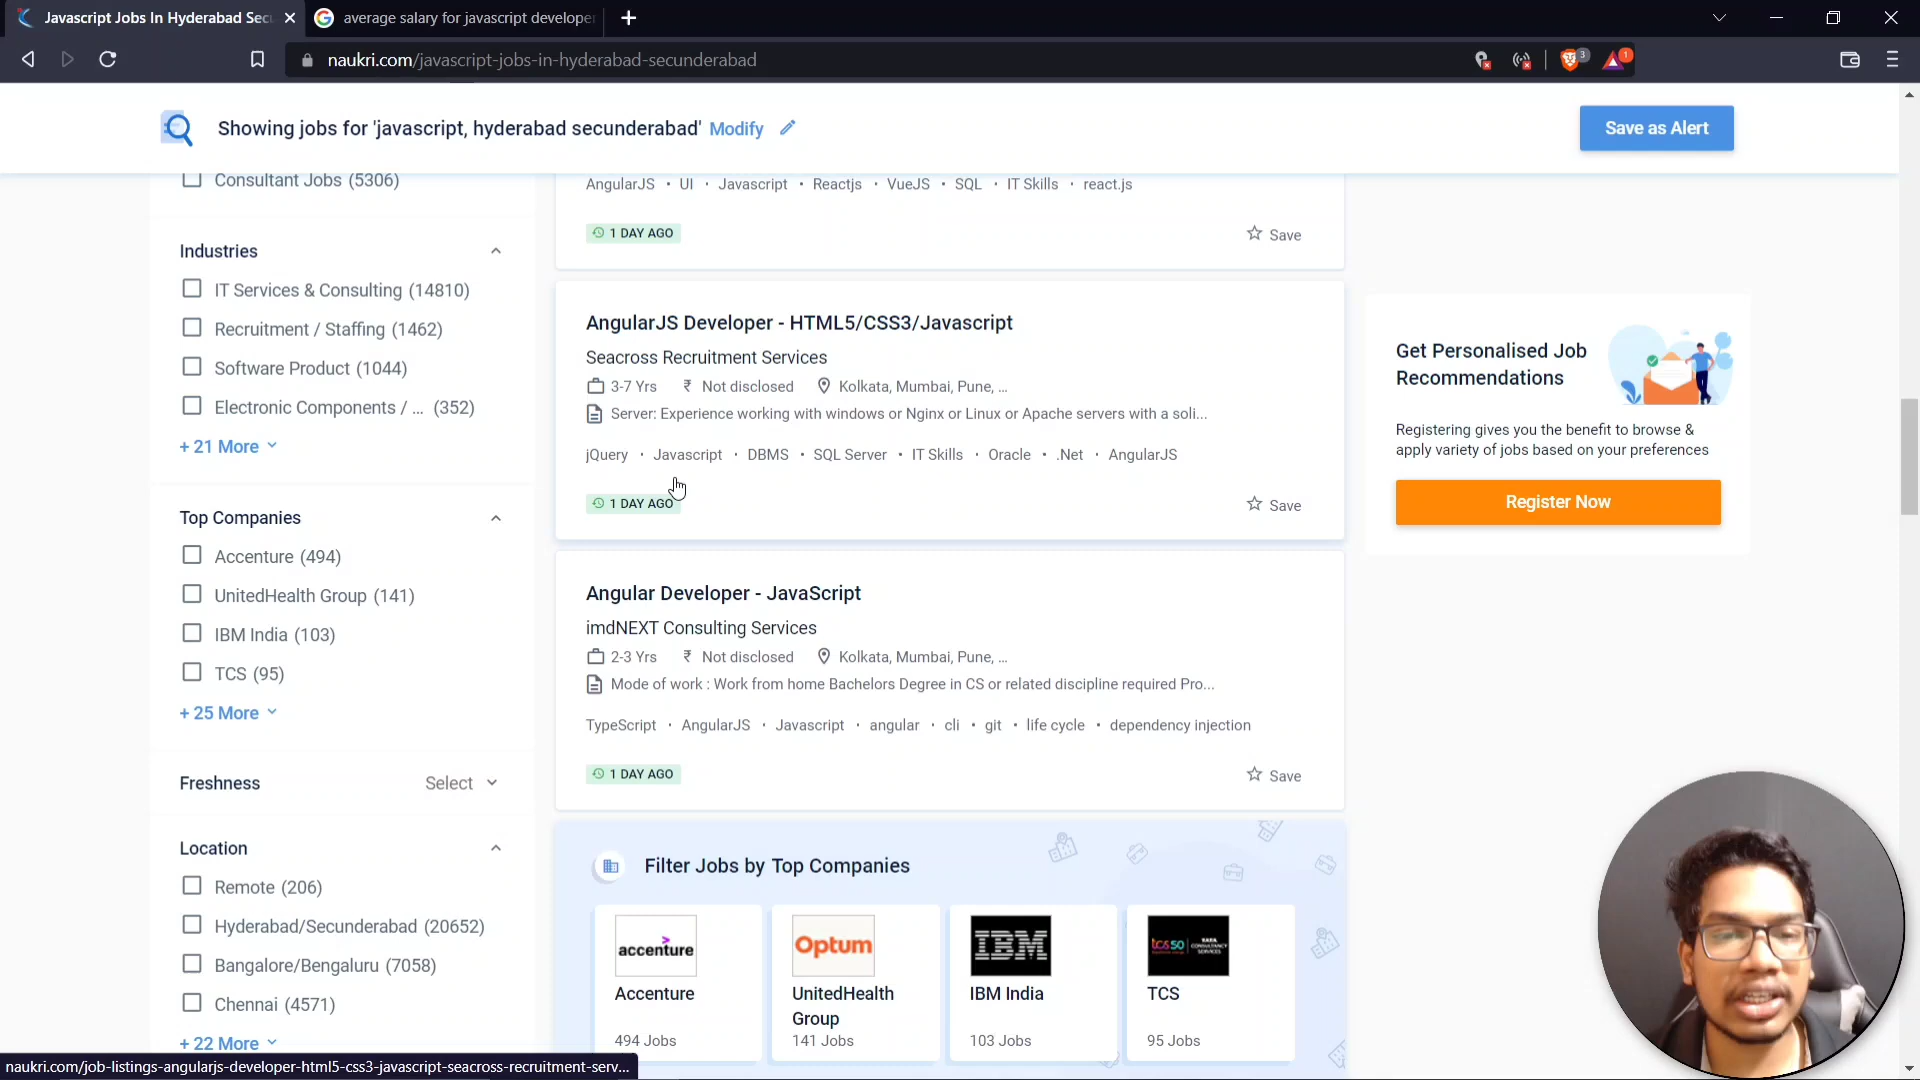 Javascript Jobs In Hyderabad Sec
average salary for javascript develope
naukri.com/javascript-jobs-in-hyderabad-secunderabad
3
1
Showing jobs for 'javascript, hyderabad secunderabad' Modify
Save as Alert
Consultant Jobs (5306)
Industries
IT Services & Consulting (14810)
Recruitment / Staffing (1462)
Software Product (1044)
Electronic Components / ... (352)
+ 21 More
Top Companies
Accenture (494)
UnitedHealth Group (141)
IBM India (103)
TCS (95)
+ 25 More
Freshness Select
Location
Remote (206)
Hyderabad/Secunderabad (20652)
Bangalore/Bengaluru (7058)
Chennai (4571)
+ 22 More
AngularJS • UI • Javascript • Reactjs • VueJS • SQL • IT Skills • react.js
1 DAY AGO
Save
AngularJS Developer - HTML5/CSS3/Javascript
Seacross Recruitment Services
3-7 Yrs ₹ Not disclosed Kolkata, Mumbai, Pune, ...
Server: Experience working with windows or Nginx or Linux or Apache servers with a soli...
jQuery • Javascript • DBMS • SQL Server • IT Skills • Oracle • .Net • AngularJS
1 DAY AGO
Save
Angular Developer - JavaScript
imdNEXT Consulting Services
2-3 Yrs ₹ Not disclosed Kolkata, Mumbai, Pune, ...
Mode of work : Work from home Bachelors Degree in CS or related discipline required Pro...
TypeScript • AngularJS • Javascript • angular • cli • git • life cycle • dependency injection
1 DAY AGO
Save
Filter Jobs by Top Companies
accenture
Accenture
494 Jobs
Optum
UnitedHealth
Group
141 Jobs
IBM
IBM India
103 Jobs
TCS
95 Jobs
Get Personalised Job
Recommendations
Registering gives you the benefit to browse &
apply variety of jobs based on your preferences
Register Now
naukri.com/job-listings-angularjs-developer-html5-css3-javascript-seacross-recruitment-serv...